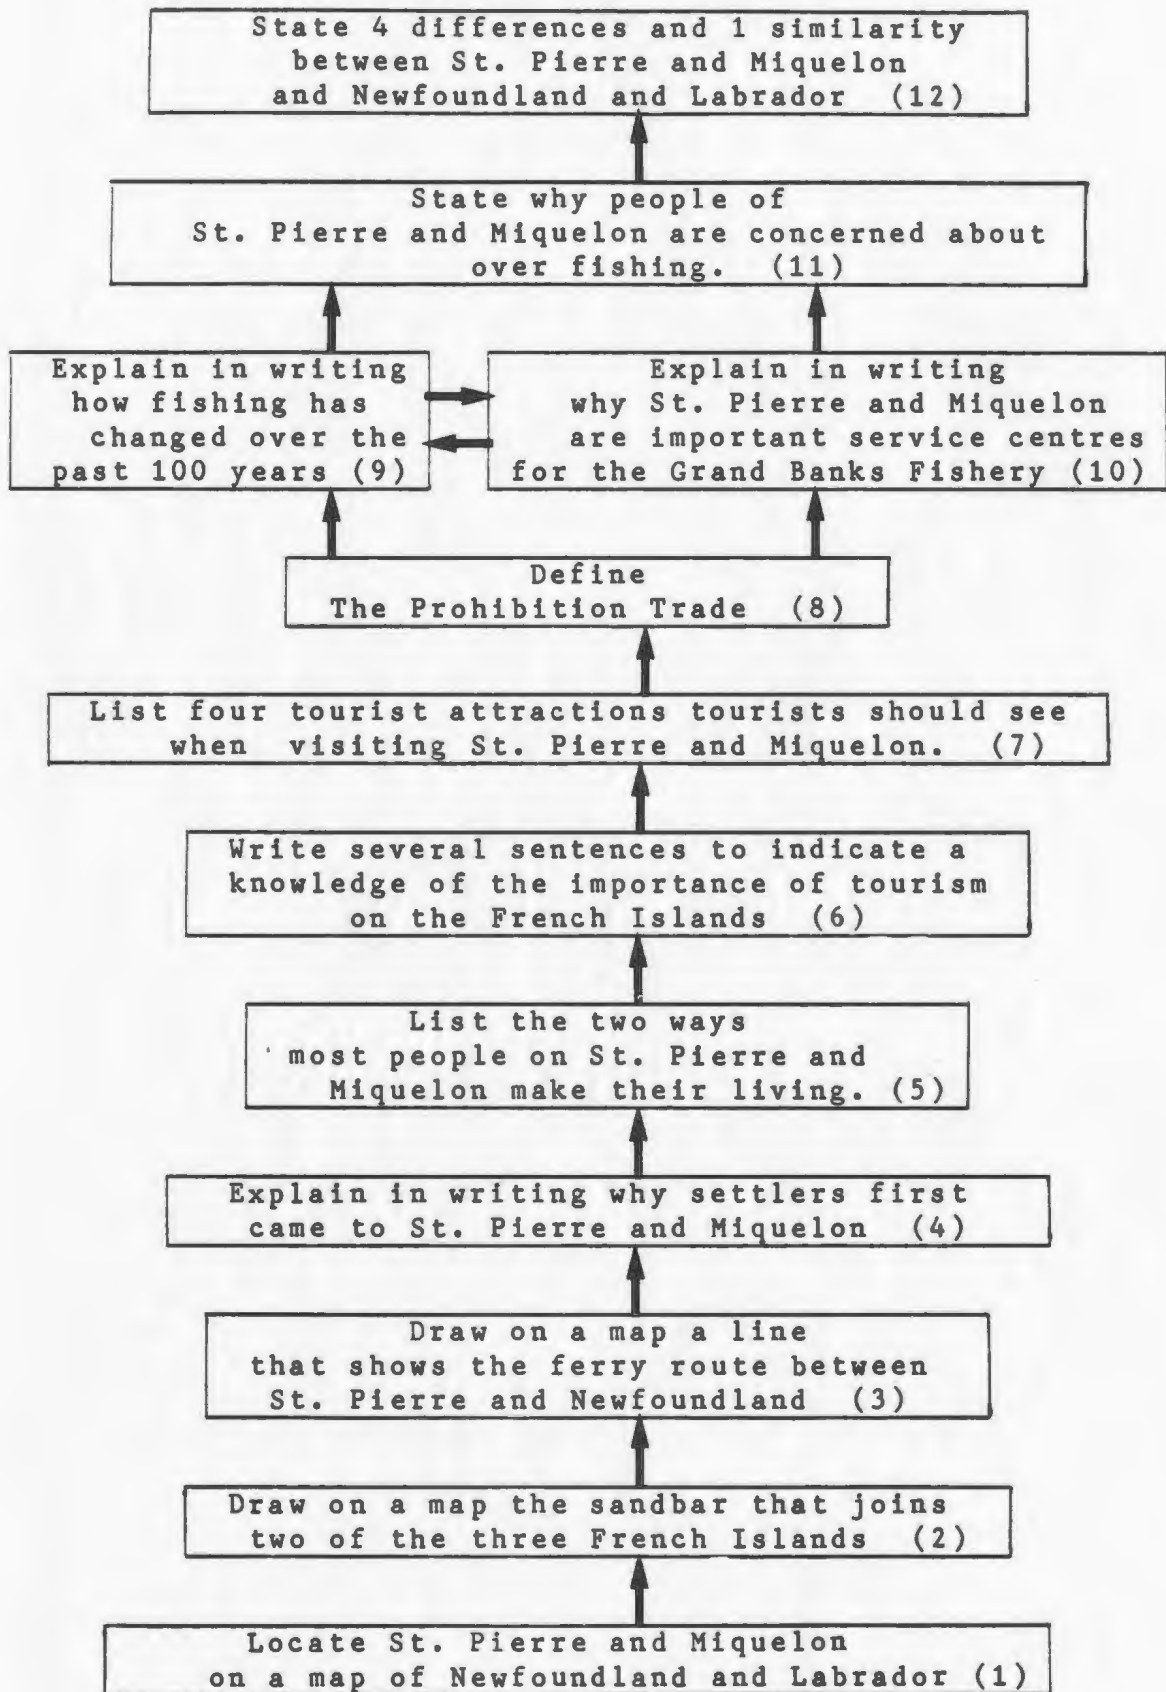 State 4 differences and 1 similarity
between St. Pierre and Miquelon
and Newfoundland and Labrador (12)
State why people of
St. Pierre and Miquelon are concerned about
over fishing. (11)
Explain in writing
how fishing has
changed over the
past 100 years (9)
Explain in writing
why St. Pierre and Miquelon
are important service centres
for the Grand Banks Fishery (10)
Define
The Prohibition Trade (8)
List four tourist attractions tourists should see
when visiting St. Pierre and Miquelon. (7)
Write several sentences to indicate a
knowledge of the importance of tourism
on the French Islands (6)
List the two ways
most people on St. Pierre and
Miquelon make their living. (5)
Explain in writing why settlers first
came to St. Pierre and Miquelon (4)
Draw on a map a line
that shows the ferry route between
St. Pierre and Newfoundland (3)
Draw on a map the sandbar that joins
two of the three French Islands (2)
Locate St. Pierre and Miquelon
on a map of Newfoundland and Labrador (1)